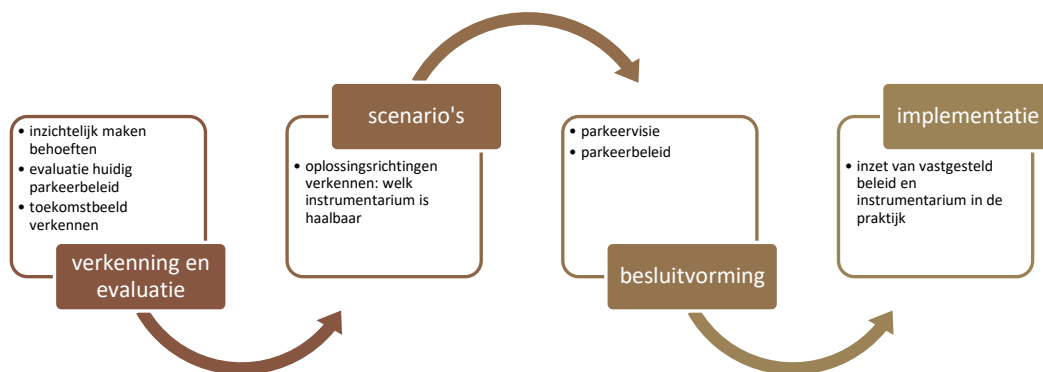 • inzichtelijk maken
behoeften
• evaluatie huidig
parkeerbeleid
• toekomstbeeld
verkennen
verkenning en
evaluatie
scenario's
• oplossingsrichtingen
verkennen: welk
instrumentarium is
haalbaar
• parkeervisie
• parkeerbeleid
besluitvorming
implementatie
• inzet van vastgesteld
beleid en
instrumentarium in de
praktijk